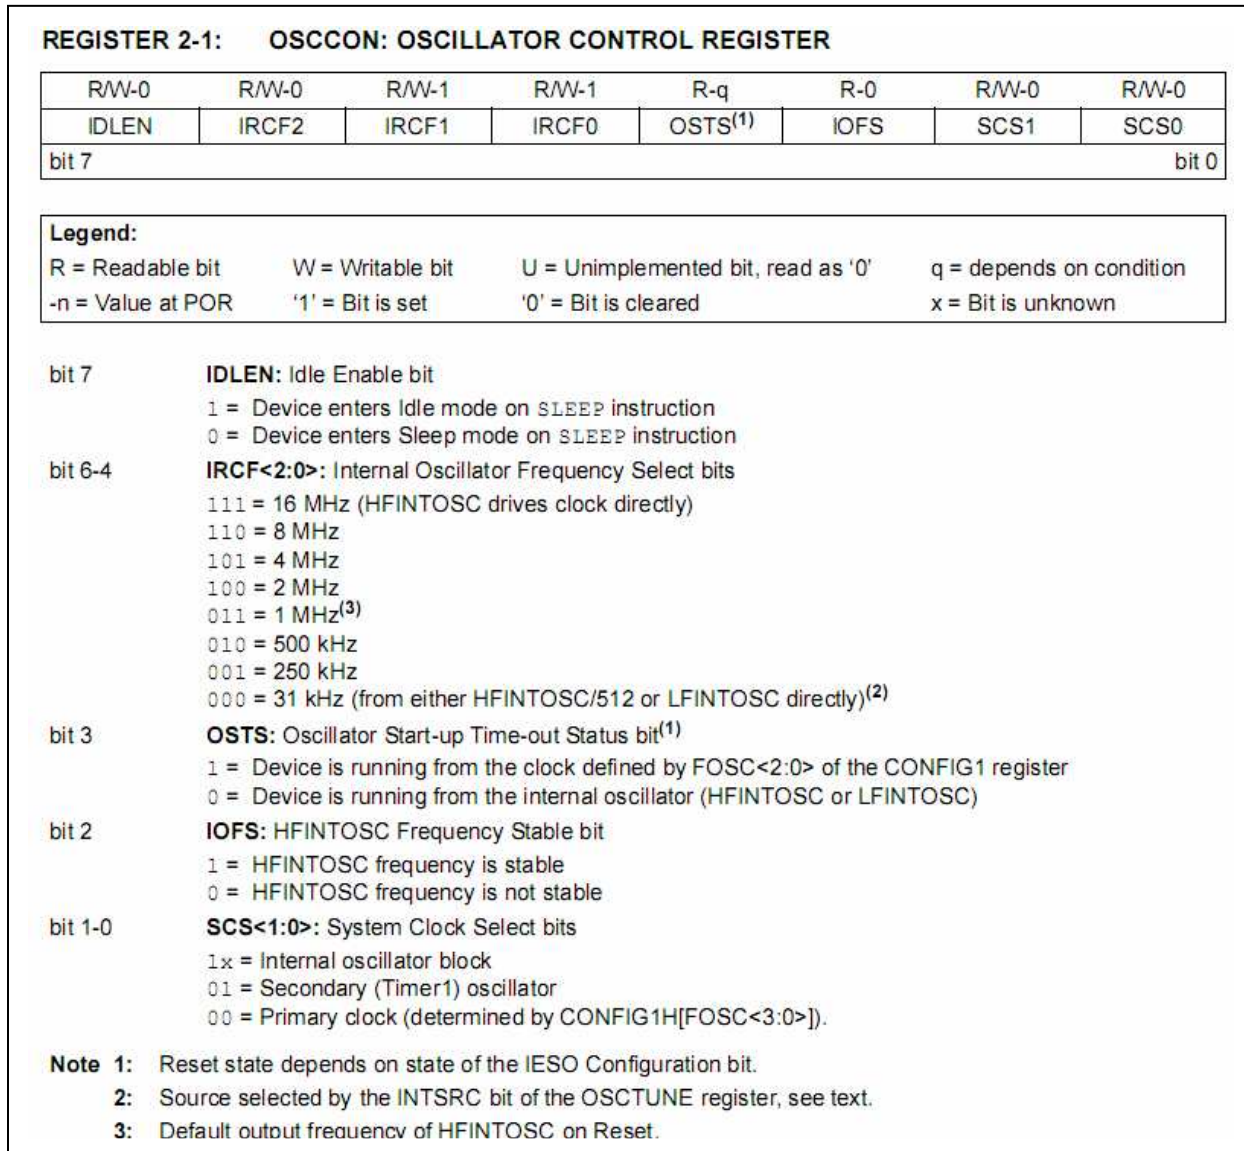 REGISTER 2-1: OSCCON: OSCILLATOR CONTROL REGISTER
R/W-0 R/W-0 R/W-1 R/W-1 R-q R-0 R/W-0 R/W-0
IDLEN IRCF2 IRCF1 IRCF0 OSTS(1) IOFS SCS1 SCS0
bit 7 bit 0
Legend:
R = Readable bit W = Writable bit U = Unimplemented bit, read as ‘0’ q = depends on condition
-n = Value at POR ‘1’ = Bit is set ‘0’ = Bit is cleared x = Bit is unknown
bit 7 IDLEN: Idle Enable bit
1 = Device enters Idle mode on SLEEP instruction
0 = Device enters Sleep mode on SLEEP instruction
bit 6-4 IRCF<2:0>: Internal Oscillator Frequency Select bits
111 = 16 MHz (HFINTOSC drives clock directly)
110 = 8 MHz
101 = 4 MHz
100 = 2 MHz
011 = 1 MHz(3)
010 = 500 kHz
001 = 250 kHz
000 = 31 kHz (from either HFINTOSC/512 or LFINTOSC directly)(2)
bit 3 OSTS: Oscillator Start-up Time-out Status bit(1)
1 = Device is running from the clock defined by FOSC<2:0> of the CONFIG1 register
0 = Device is running from the internal oscillator (HFINTOSC or LFINTOSC)
bit 2 IOFS: HFINTOSC Frequency Stable bit
1 = HFINTOSC frequency is stable
0 = HFINTOSC frequency is not stable
bit 1-0 SCS<1:0>: System Clock Select bits
1x = Internal oscillator block
01 = Secondary (Timer1) oscillator
00 = Primary clock (determined by CONFIG1H[FOSC<3:0>]).
Note 1: Reset state depends on state of the IESO Configuration bit.
2: Source selected by the INTSRC bit of the OSCTUNE register, see text.
3: Default output frequency of HFINTOSC on Reset.